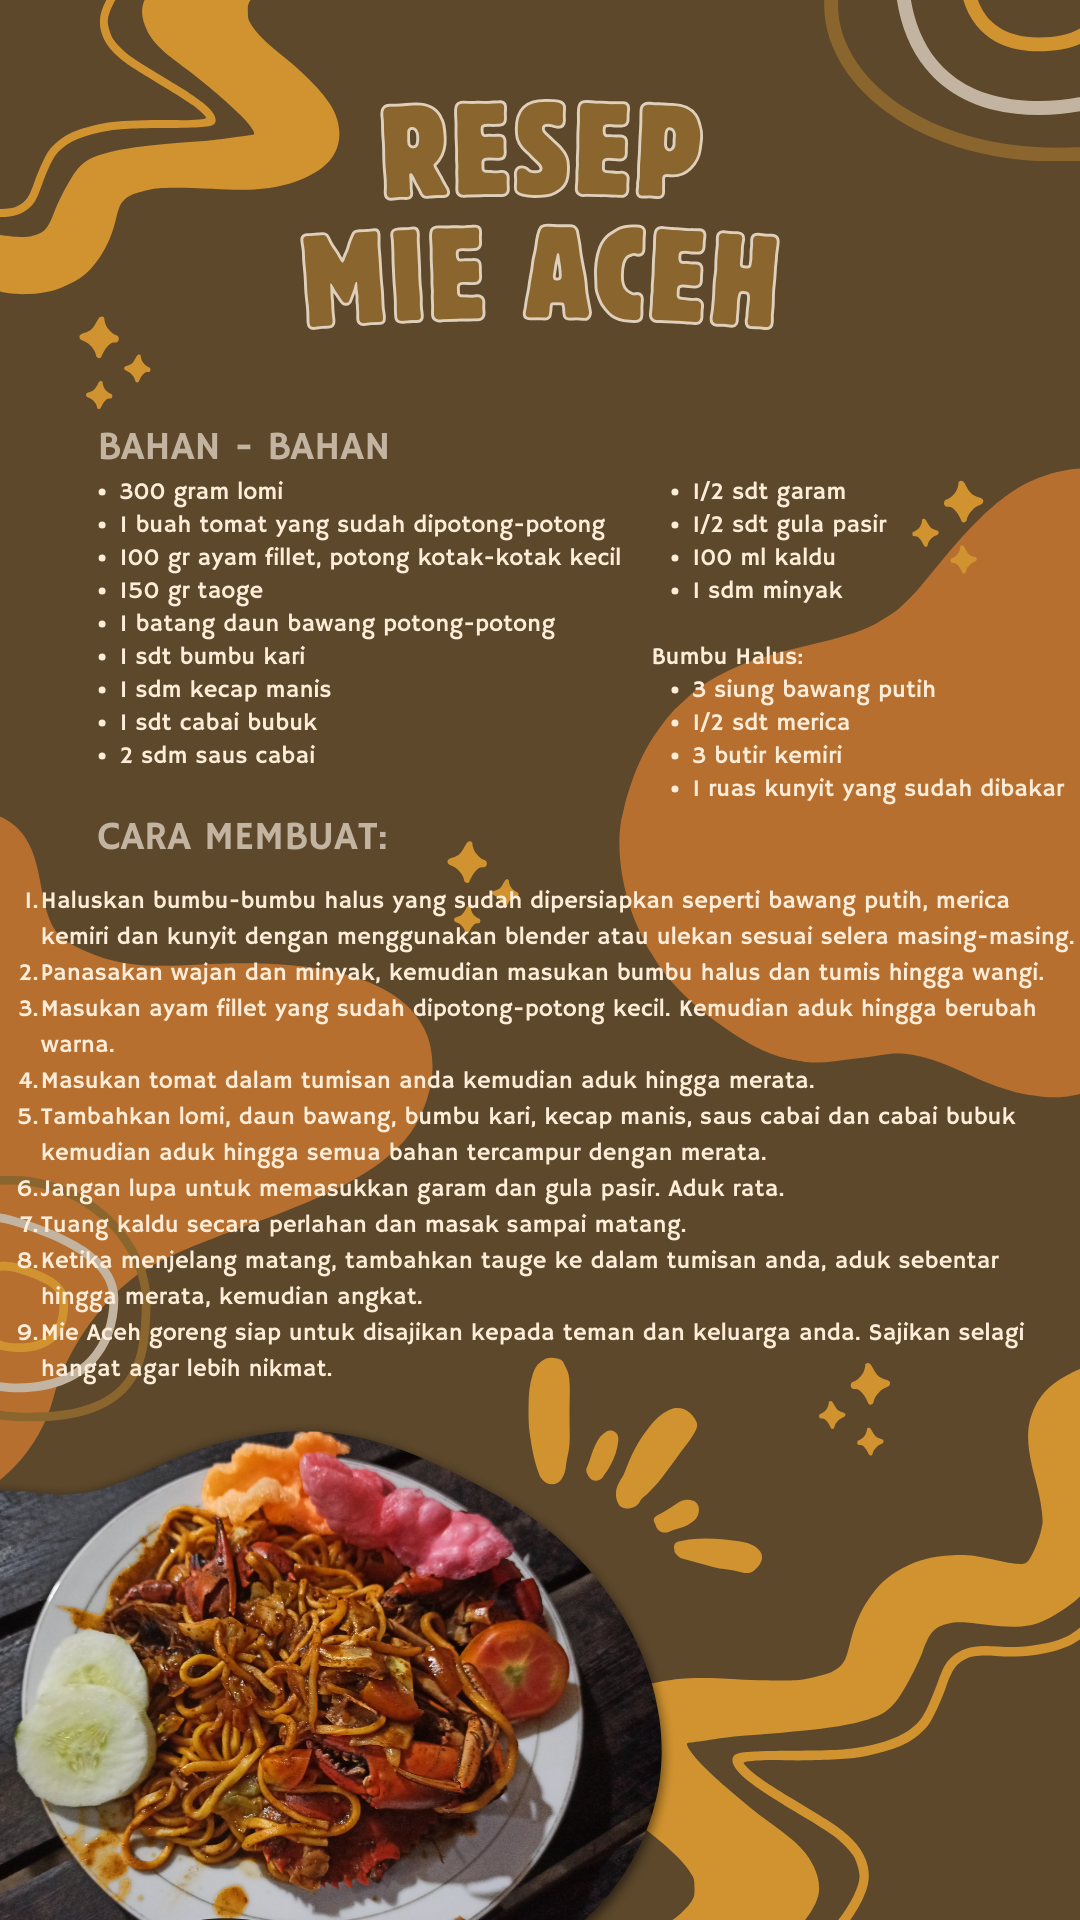 RESEP
MIE ACEH
BAHAN - BAHAN
• 300 gram lomi
• 1 buah tomat yang sudah dipotong-potong
• 100 gr ayam fillet, potong kotak-kotak kecil
• 150 gr taoge
• 1 batang daun bawang potong-potong
• 1 sdt bumbu kari
• 1 sdm kecap manis
• 1 sdt cabai bubuk
• 2 sdm saus cabai
• 1/2 sdt garam
• 1/2 sdt gula pasir
• 100 ml kaldu
• 1 sdm minyak
Bumbu Halus:
• 3 siung bawang putih
• 1/2 sdt merica
• 3 butir kemiri
• 1 ruas kunyit yang sudah dibakar
CARA MEMBUAT:
1. Haluskan bumbu-bumbu halus yang sudah dipersiapkan seperti bawang putih, merica
kemiri dan kunyit dengan menggunakan blender atau ulekan sesuai selera masing-masing.
2. Panasakan wajan dan minyak, kemudian masukan bumbu halus dan tumis hingga wangi.
3. Masukan ayam fillet yang sudah dipotong-potong kecil. Kemudian aduk hingga berubah
warna.
4. Masukan tomat dalam tumisan anda kemudian aduk hingga merata.
5. Tambahkan lomi, daun bawang, bumbu kari, kecap manis, saus cabai dan cabai bubuk
kemudian aduk hingga semua bahan tercampur dengan merata.
6. Jangan lupa untuk memasukkan garam dan gula pasir. Aduk rata.
7. Tuang kaldu secara perlahan dan masak sampai matang.
8. Ketika menjelang matang, tambahkan tauge ke dalam tumisan anda, aduk sebentar
hingga merata, kemudian angkat.
9. Mie Aceh goreng siap untuk disajikan kepada teman dan keluarga anda. Sajikan selagi
hangat agar lebih nikmat.